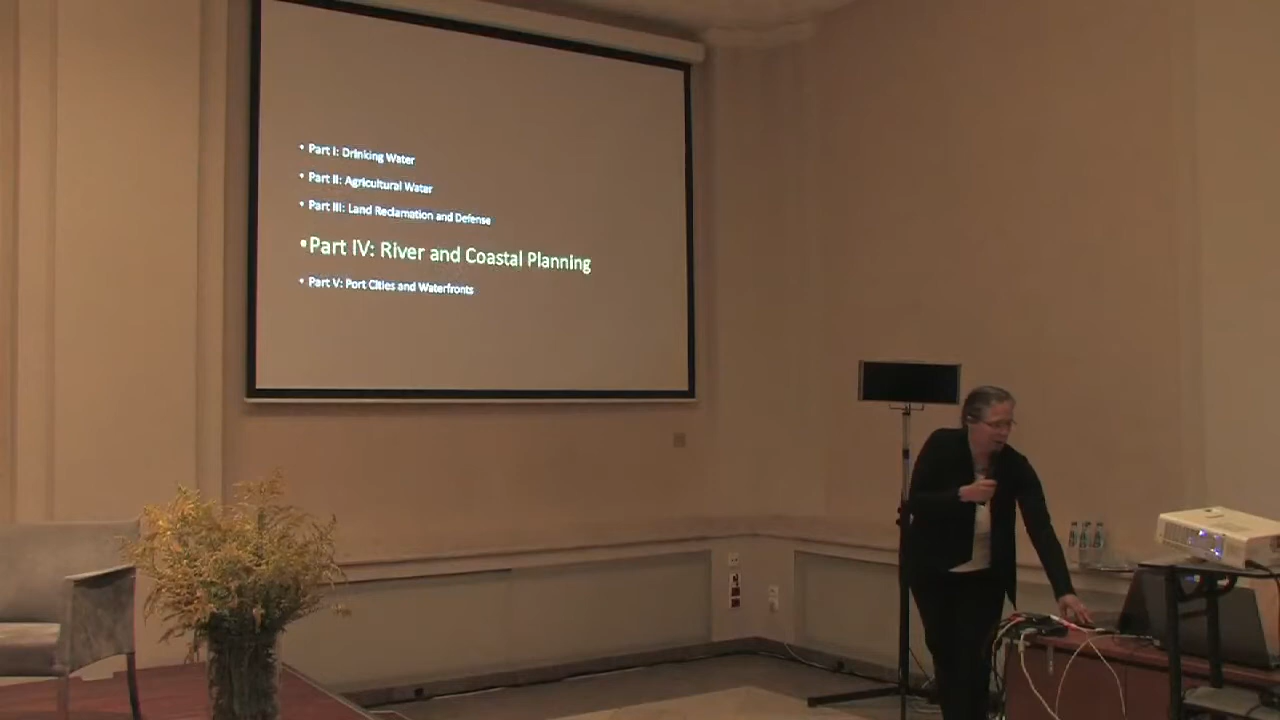 • Part I: Drinking Water
• Part II: Agricultural Water
• Part III: Land Reclamation and Defense
•Part IV: River and Coastal Planning
• Part V: Port Cities and Waterfronts